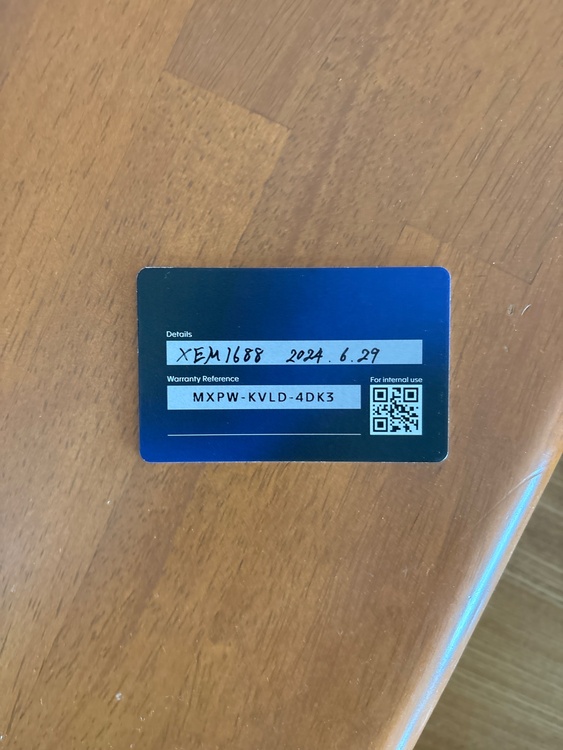 Details
XEM1688 2024.6.29
Warranty Reference
For internal use
MXPW-KVLD-4DK3